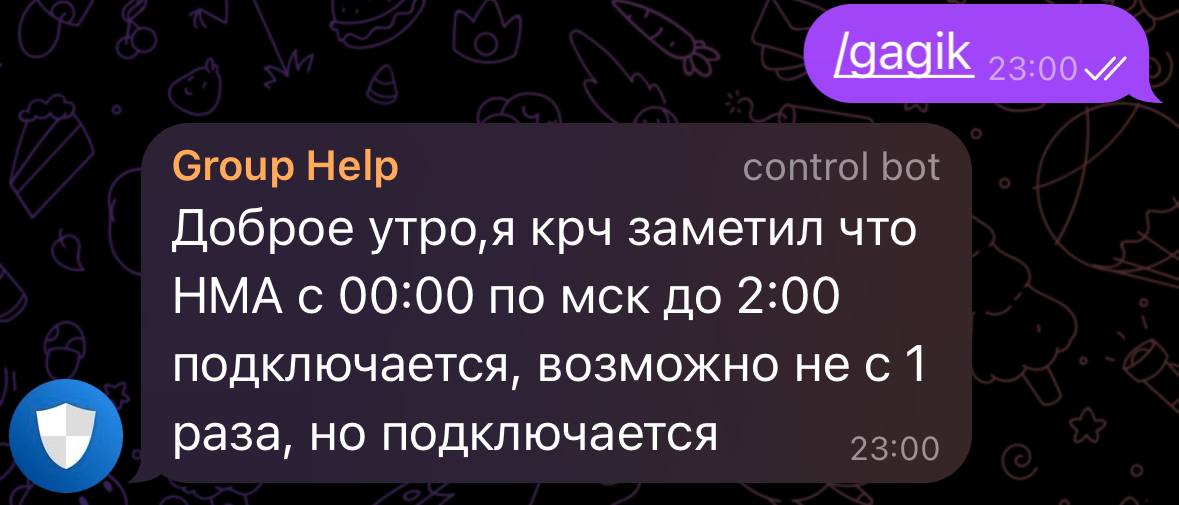 /gagik 23:00
Group Help control bot
Доброе утро,я крч заметил что
НМА с 00:00 по мск до 2:00
подключается, возможно не с 1
раза, но подключается
23:00